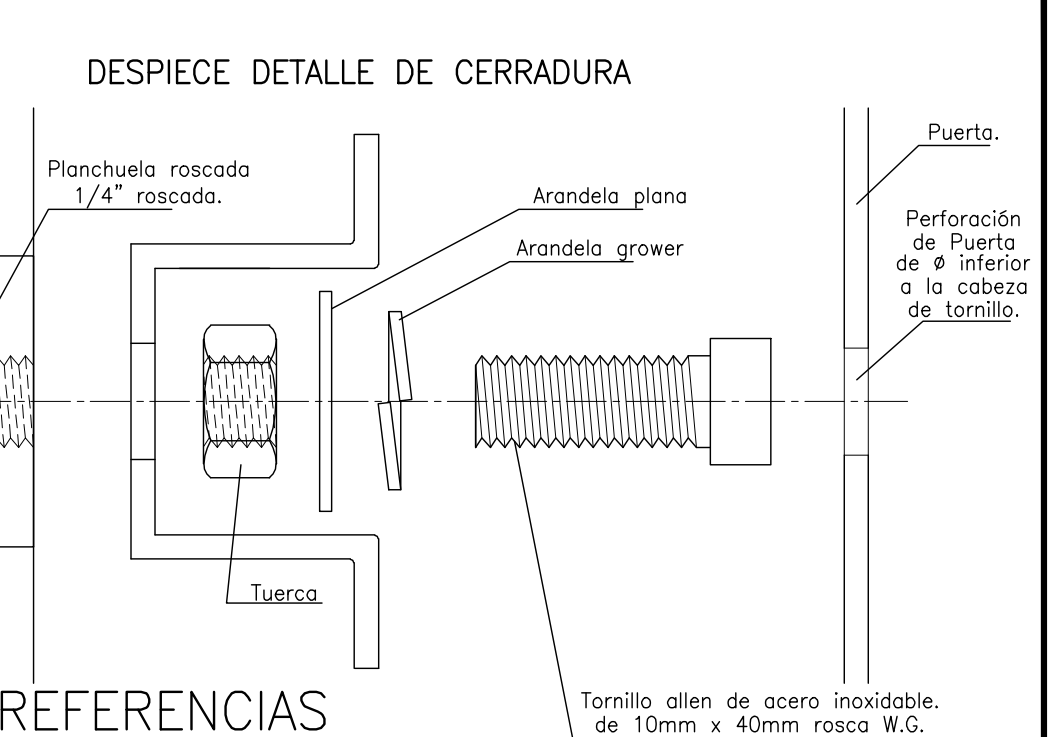 DESPIECE DETALLE DE CERRADURA
Planchuela roscada
1/4" roscada.
Arandela plana
Arandela grower
Puerta.
Perforación
de Puerta
de Ø inferior
a la cabeza
de tornillo.
Tuerca
REFERENCIAS
Tornillo allen de acero inoxidable.
de 10mm x 40mm rosca W.G.